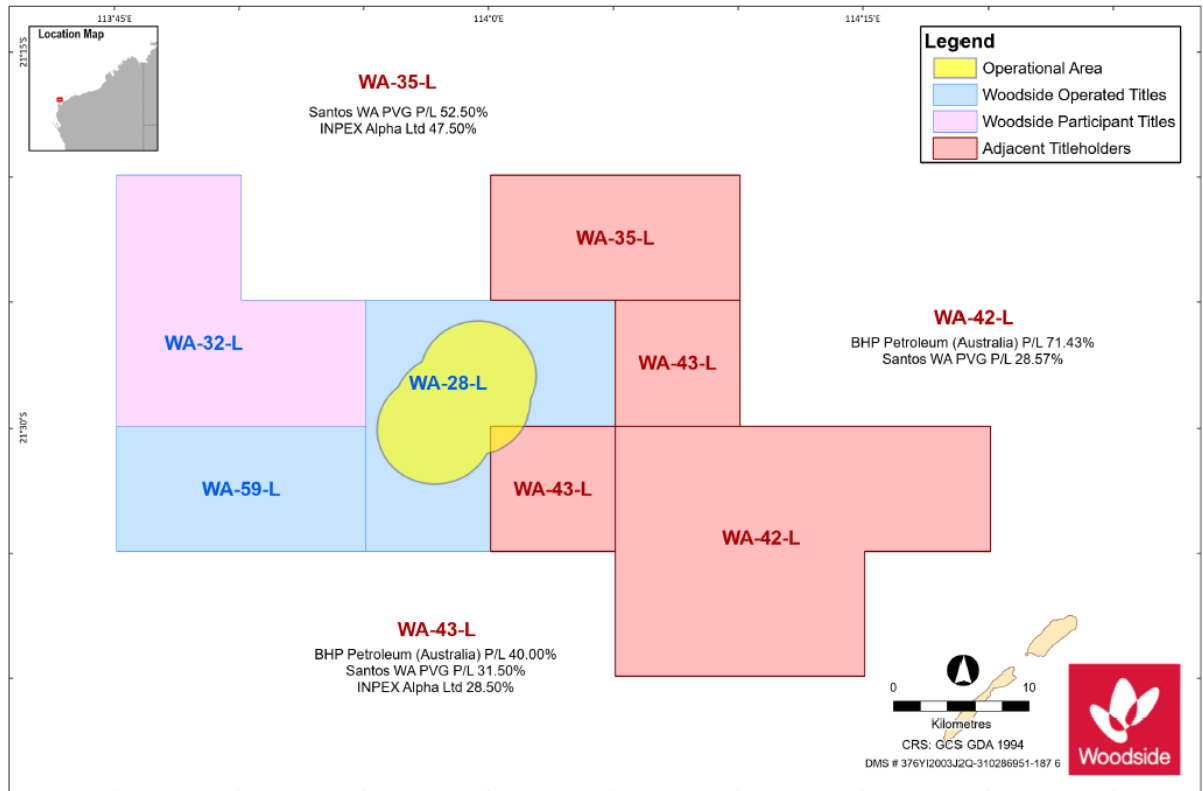 113°45'E
114°0'E
114°15'E
21°15'S
21°30'S
Location Map
WA-35-L
Santos WA PVG P/L 52.50%
INPEX Alpha Ltd 47.50%
Legend
Operational Area
Woodside Operated Titles
Woodside Participant Titles
Adjacent Titleholders
WA-35-L
WA-32-L
WA-28-L
WA-43-L
WA-42-L
BHP Petroleum (Australia) P/L 71.43%
Santos WA PVG P/L 28.57%
WA-59-L
WA-43-L
WA-42-L
WA-43-L
BHP Petroleum (Australia) P/L 40.00%
Santos WA PVG P/L 31.50%
INPEX Alpha Ltd 28.50%
0
10
Kilometres
CRS: GCS GDA 1994
DMS # 376YI2003J2Q-310286951-187 6
Woodside